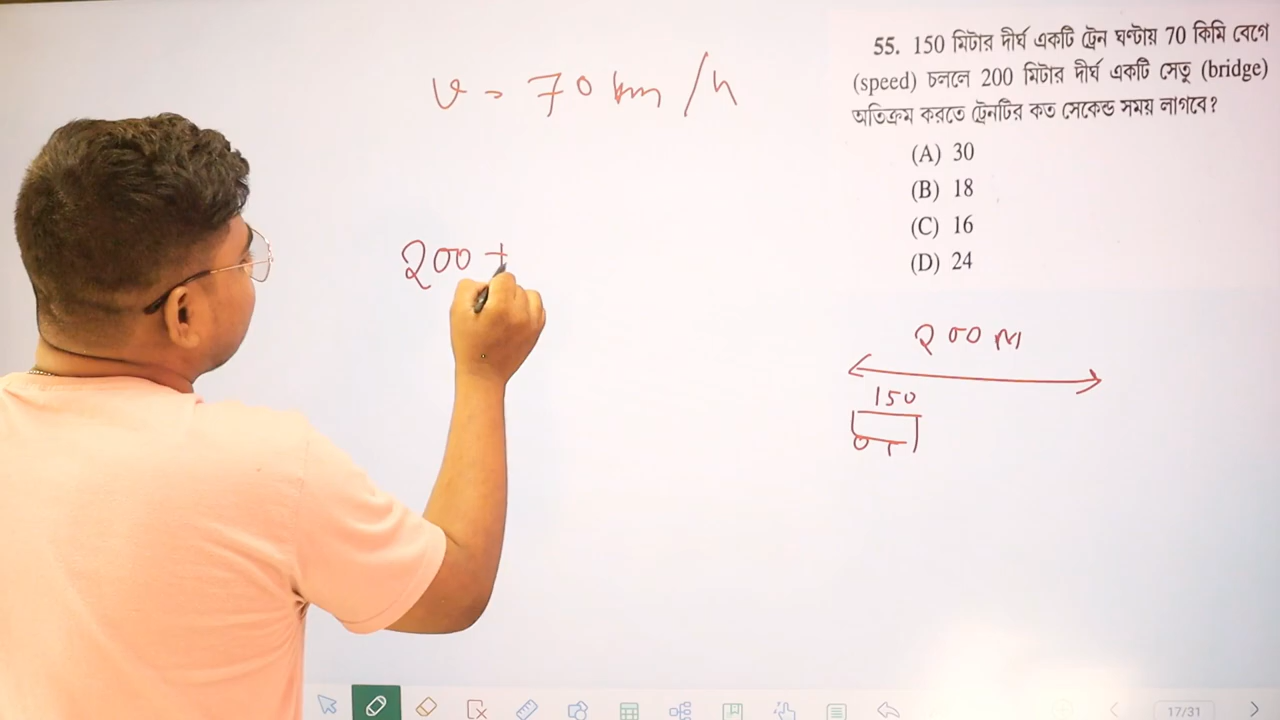 v = 70 km/h
200 +
55. 150 মিটার দীর্ঘ একটি ট্রেন ঘণ্টায় 70 কিমি বেগে
(speed) চললে 200 মিটার দীর্ঘ একটি সেতু (bridge)
অতিক্রম করতে ট্রেনটির কত সেকেন্ড সময় লাগবে?
(A) 30
(B) 18
(C) 16
(D) 24
200 M
150
17/31